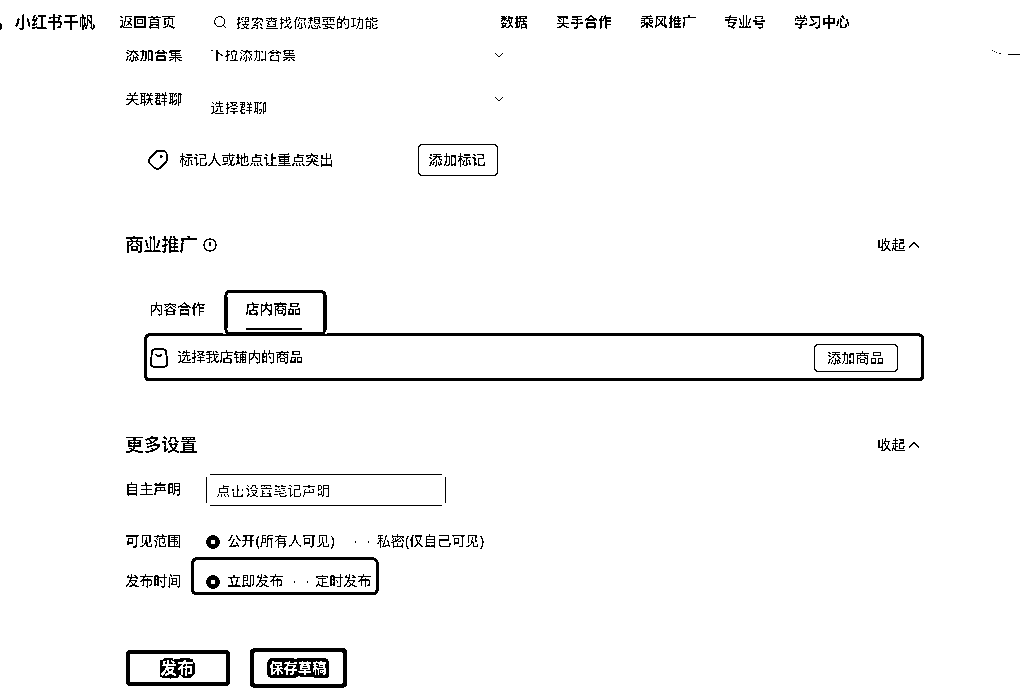 小红书千帆 返回首页 搜索查找你想要的功能 数据 买手合作 乘风推广 专业号 学习中心
添加合集 下拉添加合集
关联群聊 选择群聊
标记人或地点让重点突出 添加标记
商业推广 收起
内容合作 店内商品
选择我店铺内的商品 添加商品
更多设置 收起
自主声明 点击设置笔记声明
可见范围 公开(所有人可见) 私密(仅自己可见)
发布时间 立即发布 定时发布
发布 保存草稿